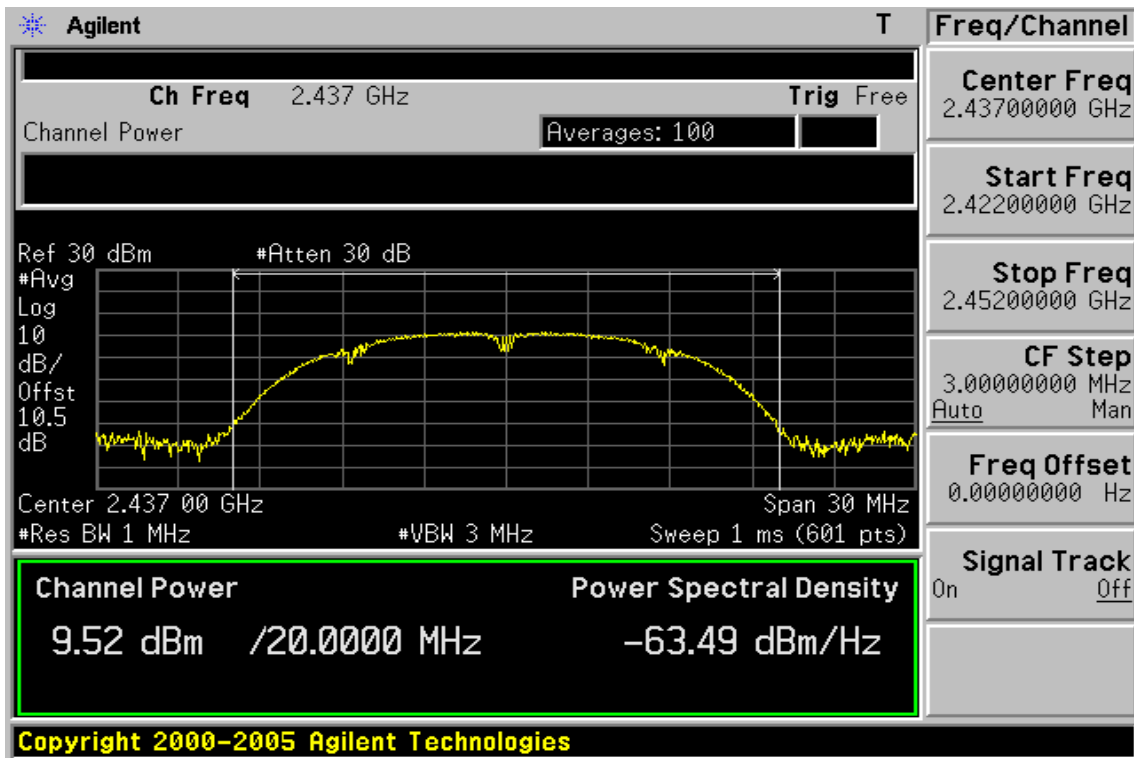 Agilent T
Ch Freq 2.437 GHz Trig Free
Channel Power Averages: 100
Ref 30 dBm #Atten 30 dB
#Avg
Log
10
dB/
Offst
10.5
dB
Center 2.437 00 GHz Span 30 MHz
#Res BW 1 MHz #VBW 3 MHz Sweep 1 ms (601 pts)
Channel Power Power Spectral Density
9.52 dBm /20.0000 MHz -63.49 dBm/Hz
Copyright 2000-2005 Agilent Technologies
Freq/Channel
Center Freq
2.43700000 GHz
Start Freq
2.42200000 GHz
Stop Freq
2.45200000 GHz
CF Step
3.00000000 MHz
Auto Man
Freq Offset
0.00000000 Hz
Signal Track
On Off